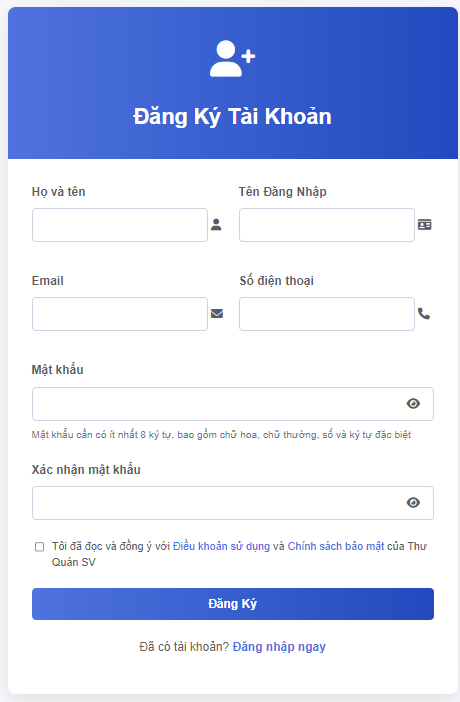 Đăng Ký Tài Khoản
Họ và tên
Tên Đăng Nhập
Email
Số điện thoại
Mật khẩu
Mật khẩu cần có ít nhất 8 ký tự, bao gồm chữ hoa, chữ thường, số và ký tự đặc biệt
Xác nhận mật khẩu
Tôi đã đọc và đồng ý với Điều khoản sử dụng và Chính sách bảo mật của Thư
Quán SV
Đăng Ký
Đã có tài khoản? Đăng nhập ngay